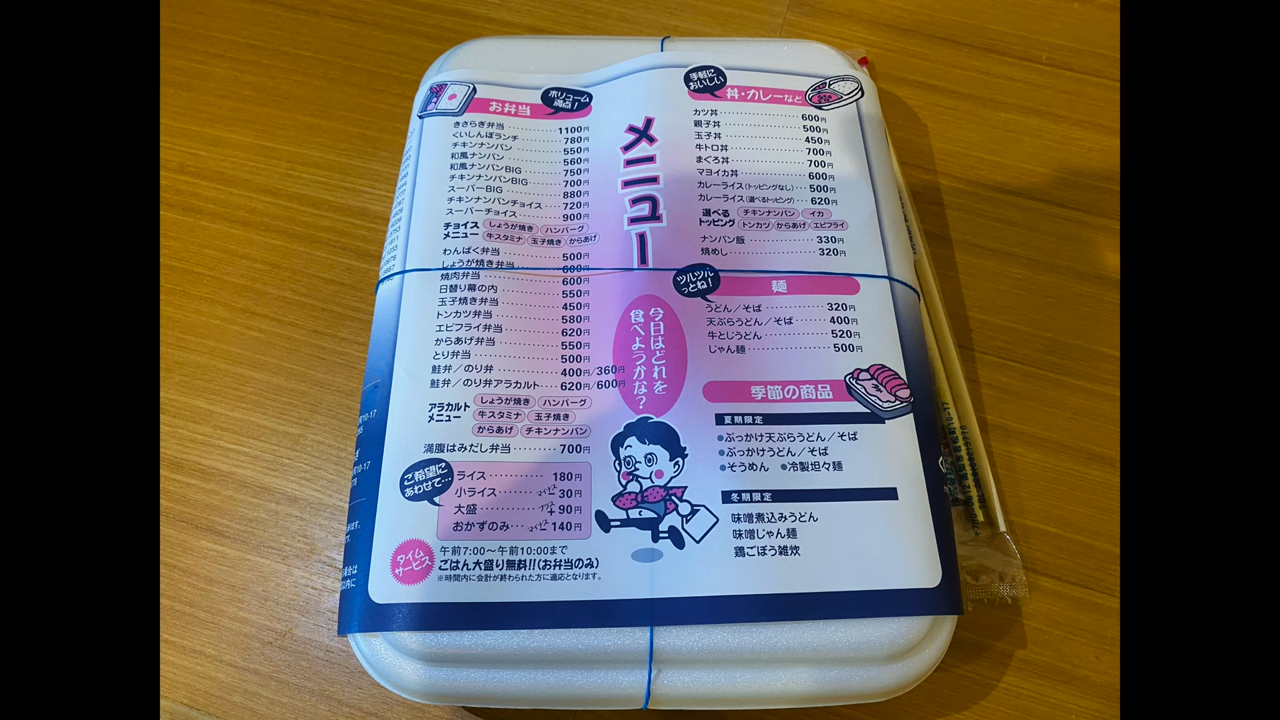 お弁当
ボリューム
満点！
きさらぎ弁当 1100円
くいしんぼランチ 780円
チキンナンバン 550円
和風ナンバン 560円
和風ナンバンBIG 750円
チキンナンバンBIG 700円
スーパーBIG 880円
チキンナンバンチョイス 720円
スーパーチョイス 900円
チョイス
メニュー
しょうが焼き ハンバーグ
牛スタミナ 玉子焼き からあげ
わんぱく弁当 500円
しょうが焼き弁当 600円
焼肉弁当 600円
日替り幕の内 550円
玉子焼き弁当 450円
トンカツ弁当 580円
エビフライ弁当 620円
からあげ弁当 550円
とり弁当 500円
鮭弁／のり弁 400円/360円
鮭弁／のり弁アラカルト 620円/600円
アラカルト
メニュー
しょうが焼き ハンバーグ
牛スタミナ 玉子焼き
からあげ チキンナンバン
満腹はみだし弁当 700円
ご希望に
あわせて…
ライス 180円
小ライス マイナス 30円
大盛 プラス 90円
おかずのみ マイナス 140円
タイム
サービス
午前7:00～午前10:00まで
ごはん大盛り無料!!(お弁当のみ)
※時間内に会計が終わられた方に適応となります。
メニュー
今日はどれを
食べようかな？
手軽に
おいしい
丼・カレーなど
カツ丼 600円
親子丼 500円
玉子丼 450円
牛トロ丼 700円
まぐろ丼 700円
マヨイカ丼 600円
カレーライス(トッピングなし) 500円
カレーライス(選べるトッピング) 620円
選べる
トッピング
チキンナンバン イカ
トンカツ からあげ エビフライ
ナンバン飯 330円
焼めし 320円
ツルツル
っとね！
麺
うどん／そば 320円
天ぷらうどん／そば 400円
牛とじうどん 520円
じゃん麺 500円
季節の商品
夏期限定
●ぶっかけ天ぷらうどん／そば
●ぶっかけうどん／そば
●そうめん ●冷製坦々麺
冬期限定
味噌煮込みうどん
味噌じゃん麺
鶏ごぼう雑炊